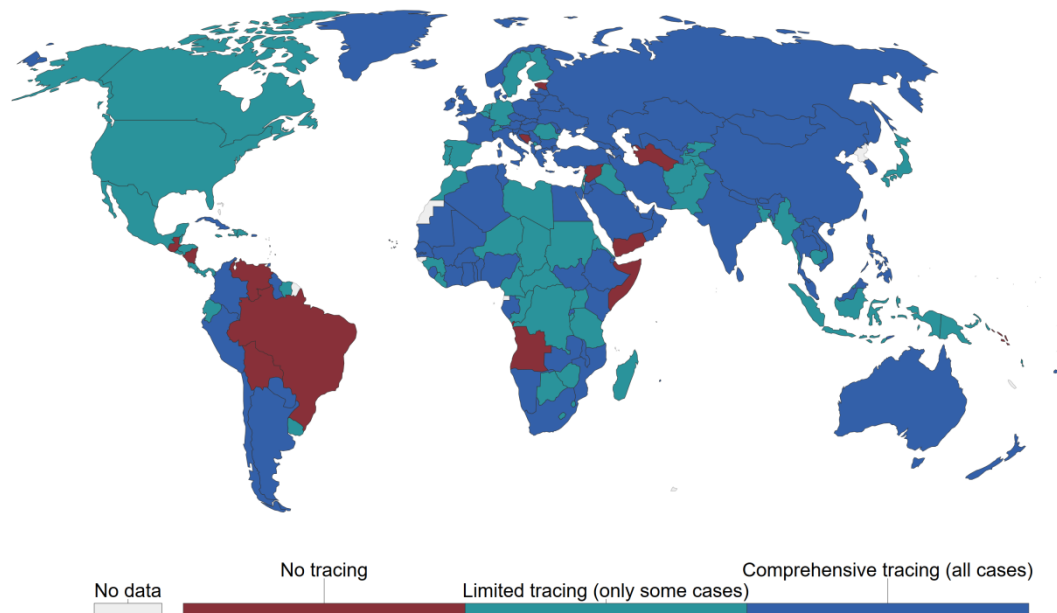 No data
No tracing
Limited tracing (only some cases)
Comprehensive tracing (all cases)